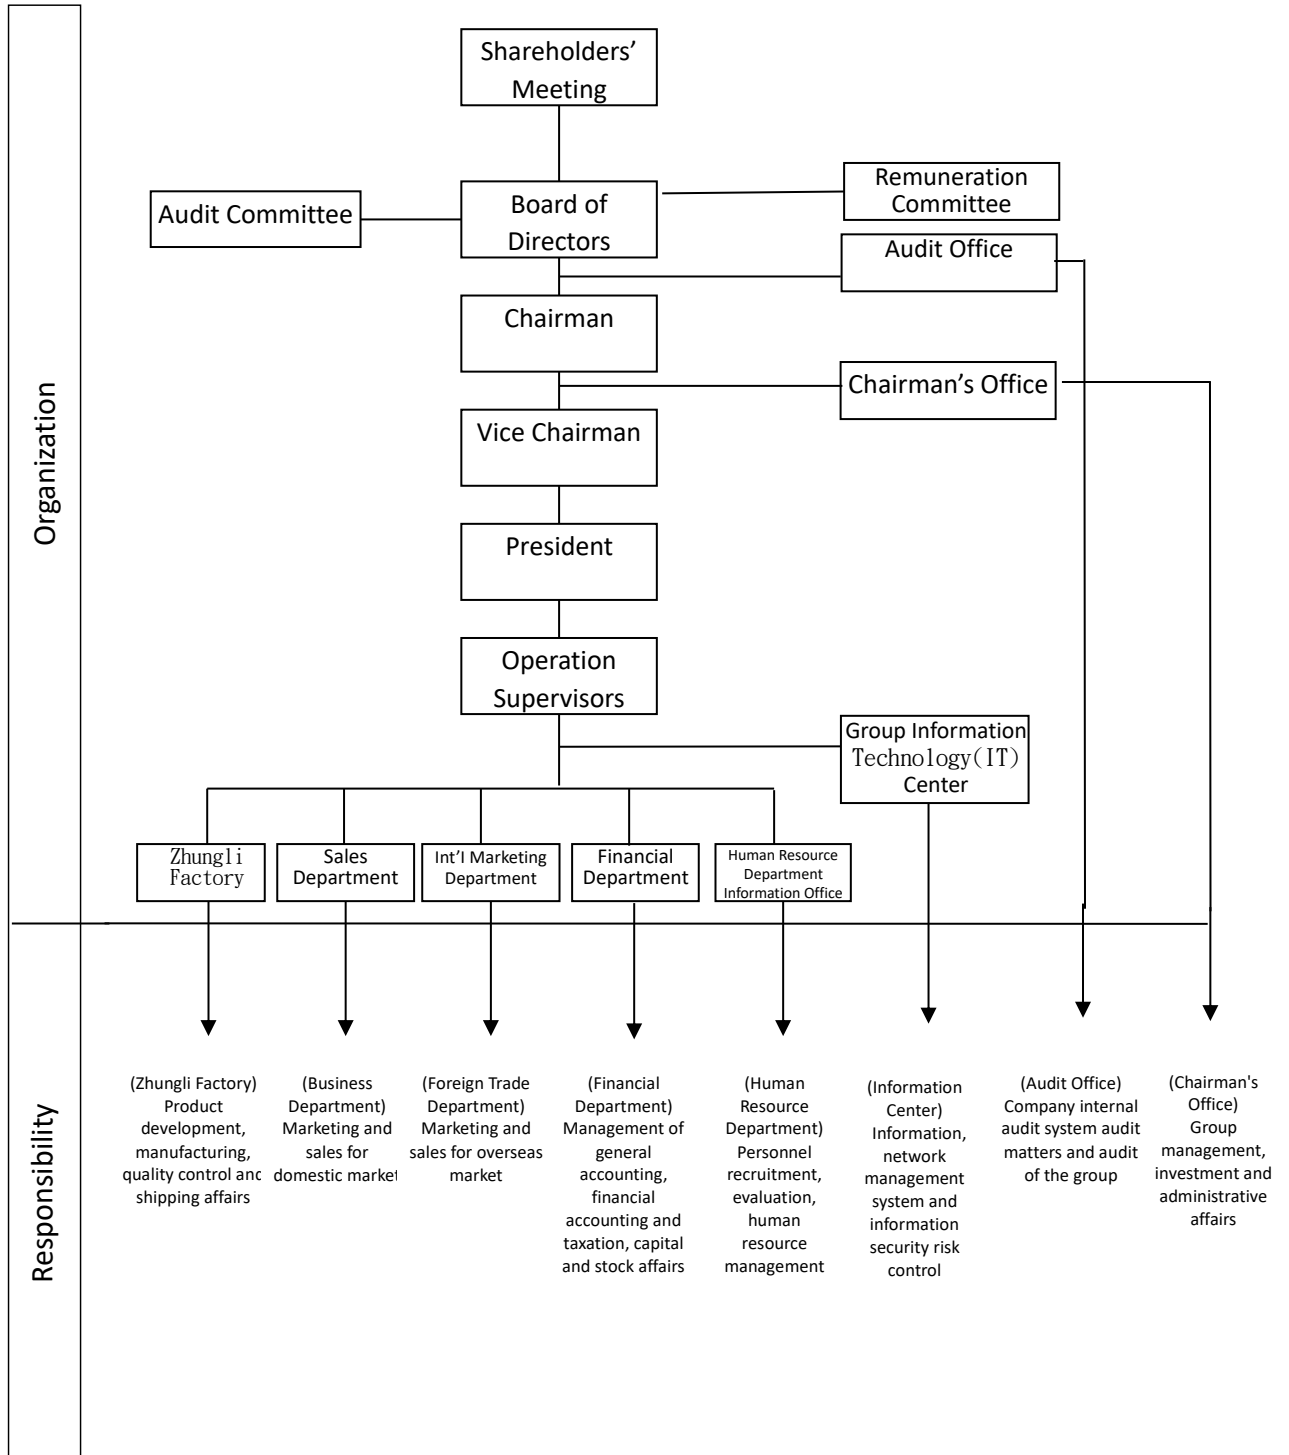 Shareholders’
Meeting
Audit Committee
Board of
Directors
Remuneration
Committee
Audit Office
Chairman
Chairman’s Office
Vice Chairman
President
Operation
Supervisors
Group Information
Technology(IT)
Center
Zhungli
Factory
Sales
Department
Int’l Marketing
Department
Financial
Department
Human Resource
Department
Information Office
Organization
Responsibility
(Zhungli Factory)
Product
development,
manufacturing,
quality control and
shipping affairs
(Business
Department)
Marketing and
sales for
domestic market
(Foreign Trade
Department)
Marketing and
sales for overseas
market
(Financial
Department)
Management of
general
accounting,
financial
accounting and
taxation, capital
and stock affairs
(Human
Resource
Department)
Personnel
recruitment,
evaluation,
human
resource
management
(Information
Center)
Information,
network
management
system and
information
security risk
control
(Audit Office)
Company internal
audit system audit
matters and audit
of the group
(Chairman's
Office)
Group
management,
investment and
administrative
affairs